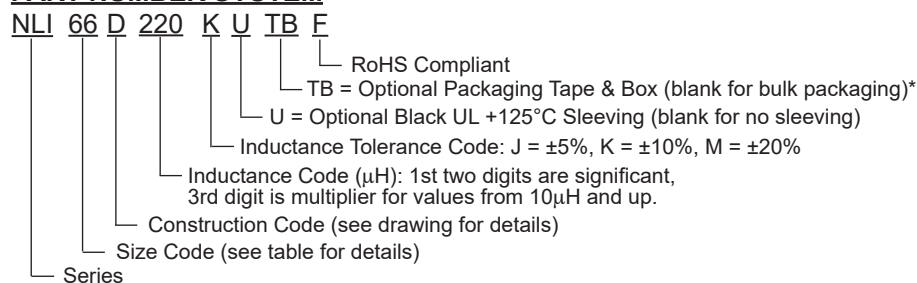 PART NUMBER SYSTEM
NLI 66 D 220 K U TB F
RoHS Compliant
TB = Optional Packaging Tape & Box (blank for bulk packaging)*
U = Optional Black UL +125°C Sleeving (blank for no sleeving)
Inductance Tolerance Code: J = ±5%, K = ±10%, M = ±20%
Inductance Code (μH): 1st two digits are significant,
3rd digit is multiplier for values from 10μH and up.
Construction Code (see drawing for details)
Size Code (see table for details)
Series